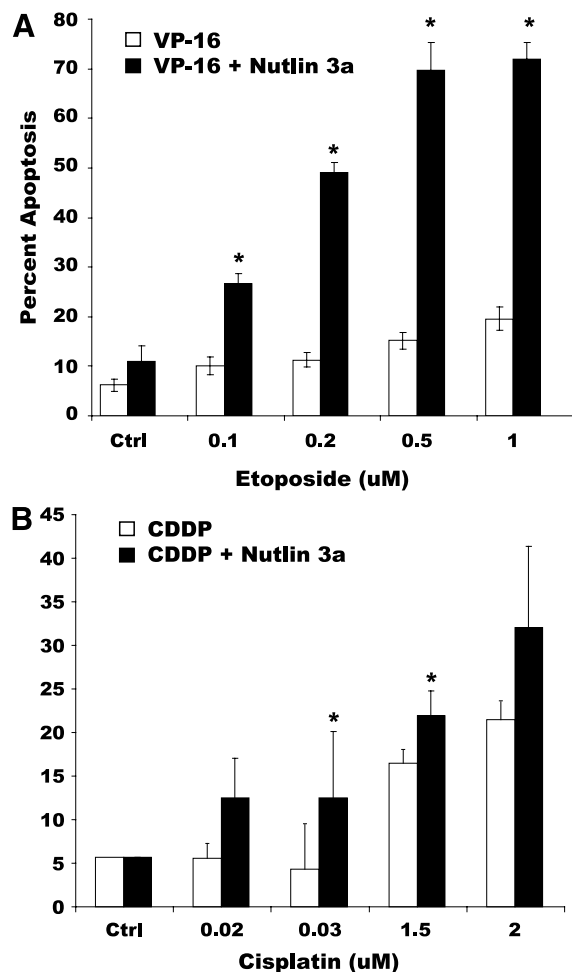 A
VP-16
VP-16 + Nutlin 3a
80
70
60
50
40
30
20
10
0
Percent Apoptosis
*
*
*
*
Ctrl 0.1 0.2 0.5 1
Etoposide (uM)
B
CDDP
CDDP + Nutlin 3a
45
40
35
30
25
20
15
10
5
0
*
*
Ctrl 0.02 0.03 1.5 2
Cisplatin (uM)